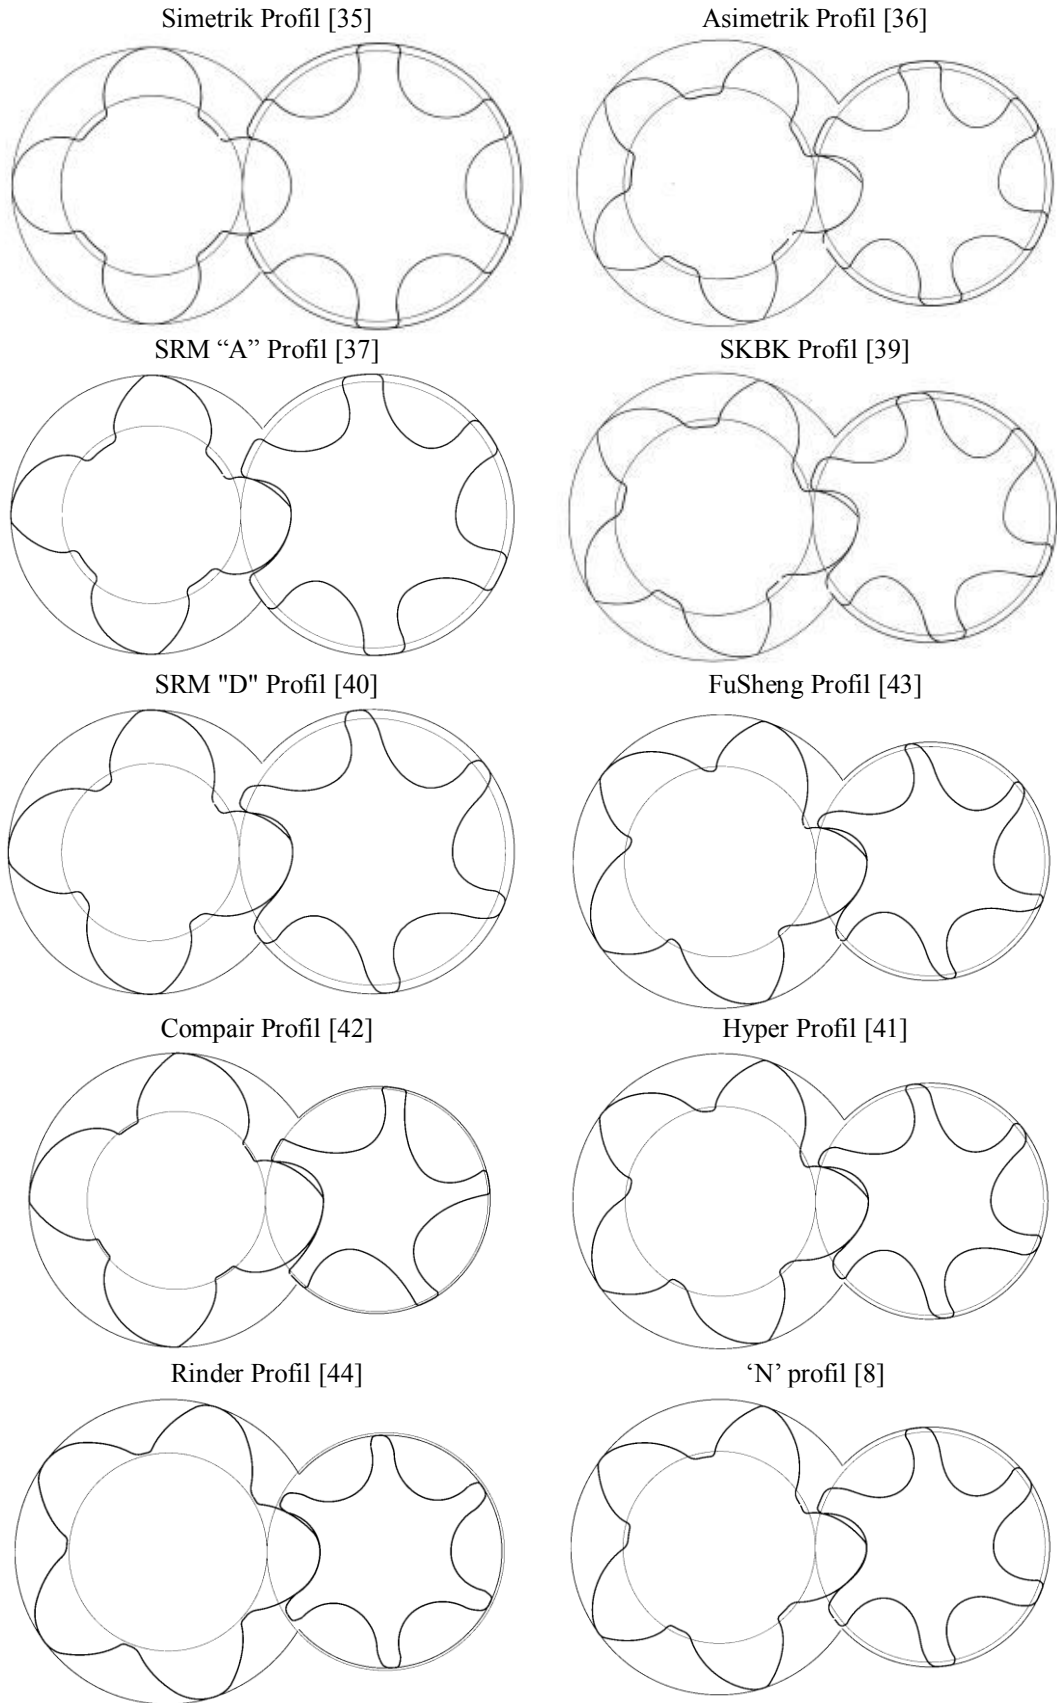 Simetrik Profil [35]
Asimetrik Profil [36]
SRM “A” Profil [37]
SKBK Profil [39]
SRM "D" Profil [40]
FuSheng Profil [43]
Compair Profil [42]
Hyper Profil [41]
Rinder Profil [44]
‘N’ profil [8]